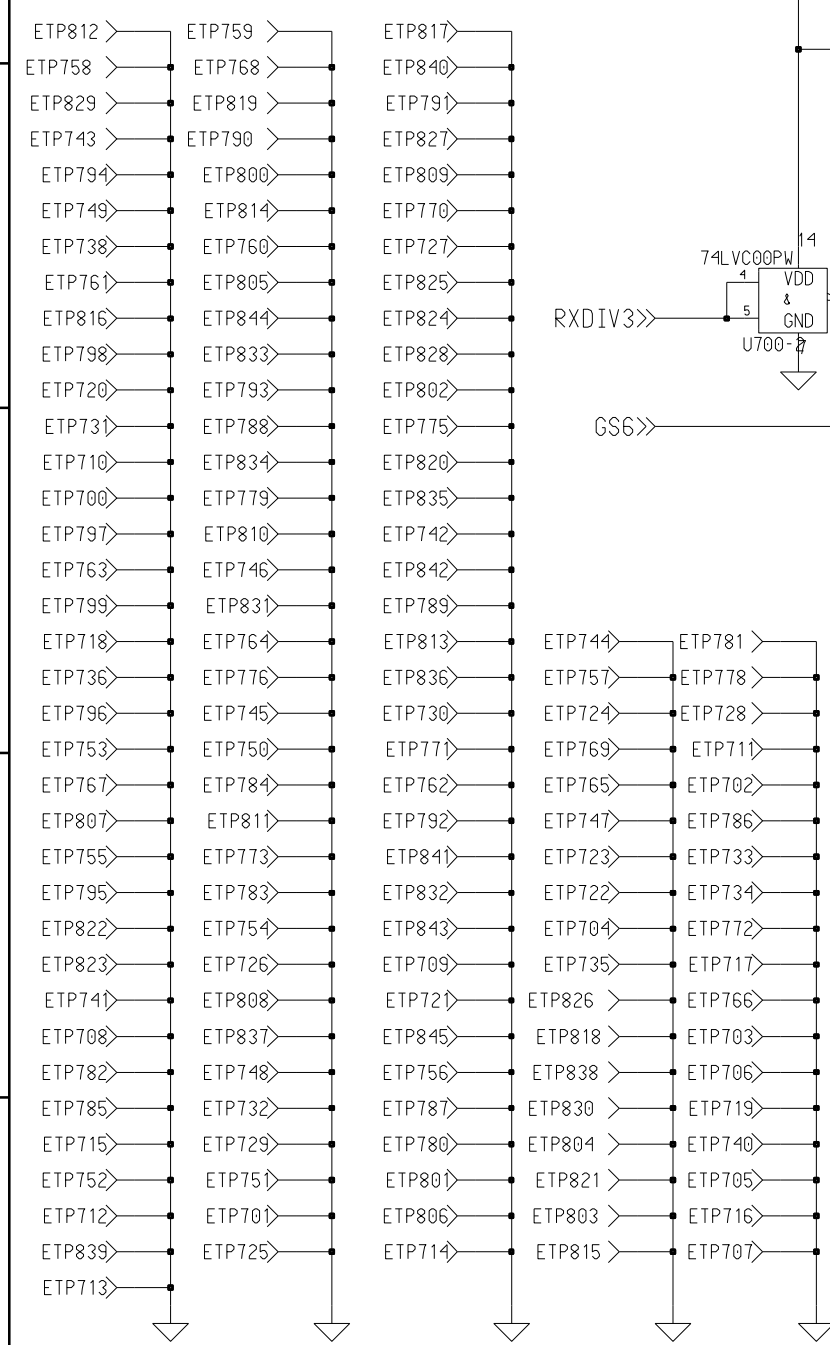 ETP812 ETP759 ETP817
ETP758 ETP768 ETP840
ETP829 ETP819 ETP791
ETP743 ETP790 ETP827
ETP794 ETP800 ETP809
ETP749 ETP814 ETP770
ETP738 ETP760 ETP727
14
74LVC00PW
ETP761 ETP805 ETP825 4 VDD
&
ETP816 ETP844 ETP824 RXDIV3 5 GND
U700-2
7
ETP798 ETP833 ETP828
ETP720 ETP793 ETP802
ETP731 ETP788 ETP775 GS6
ETP710 ETP834 ETP820
ETP700 ETP779 ETP835
ETP797 ETP810 ETP742
ETP763 ETP746 ETP842
ETP799 ETP831 ETP789
ETP718 ETP764 ETP813 ETP744 ETP781
ETP736 ETP776 ETP836 ETP757 ETP778
ETP796 ETP745 ETP730 ETP724 ETP728
ETP753 ETP750 ETP771 ETP769 ETP711
ETP767 ETP784 ETP762 ETP765 ETP702
ETP807 ETP811 ETP792 ETP747 ETP786
ETP755 ETP773 ETP841 ETP723 ETP733
ETP795 ETP783 ETP832 ETP722 ETP734
ETP822 ETP754 ETP843 ETP704 ETP772
ETP823 ETP726 ETP709 ETP735 ETP717
ETP741 ETP808 ETP721 ETP826 ETP766
ETP708 ETP837 ETP845 ETP818 ETP703
ETP782 ETP748 ETP756 ETP838 ETP706
ETP785 ETP732 ETP787 ETP830 ETP719
ETP715 ETP729 ETP780 ETP804 ETP740
ETP752 ETP751 ETP801 ETP821 ETP705
ETP712 ETP701 ETP806 ETP803 ETP716
ETP839 ETP725 ETP714 ETP815 ETP707
ETP713